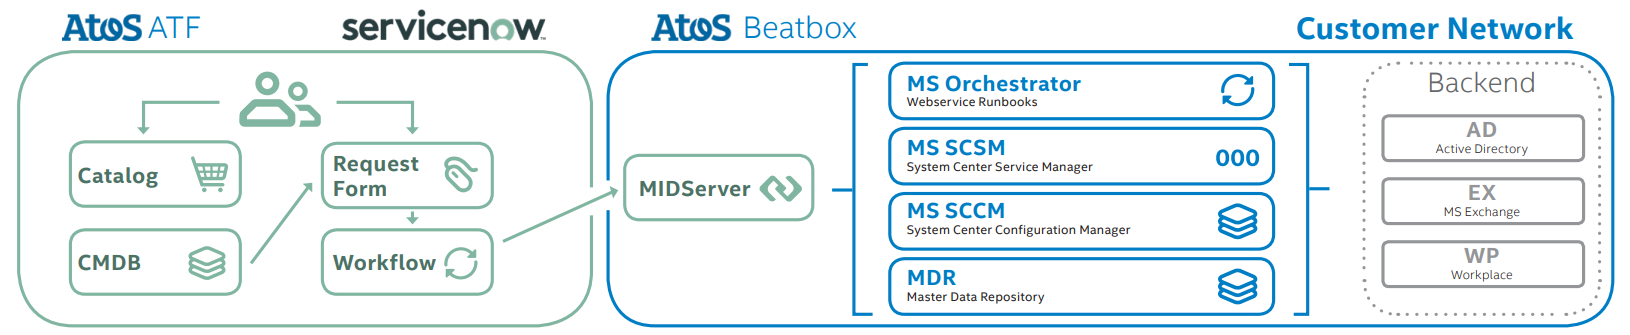 Atos ATF
servicenow™
Atos Beatbox
Customer Network
Catalog
Request
Form
CMDB
Workflow
MIDServer
MS Orchestrator
Webservice Runbooks
MS SCSM
System Center Service Manager
000
MS SCCM
System Center Configuration Manager
MDR
Master Data Repository
Backend
AD
Active Directory
EX
MS Exchange
WP
Workplace